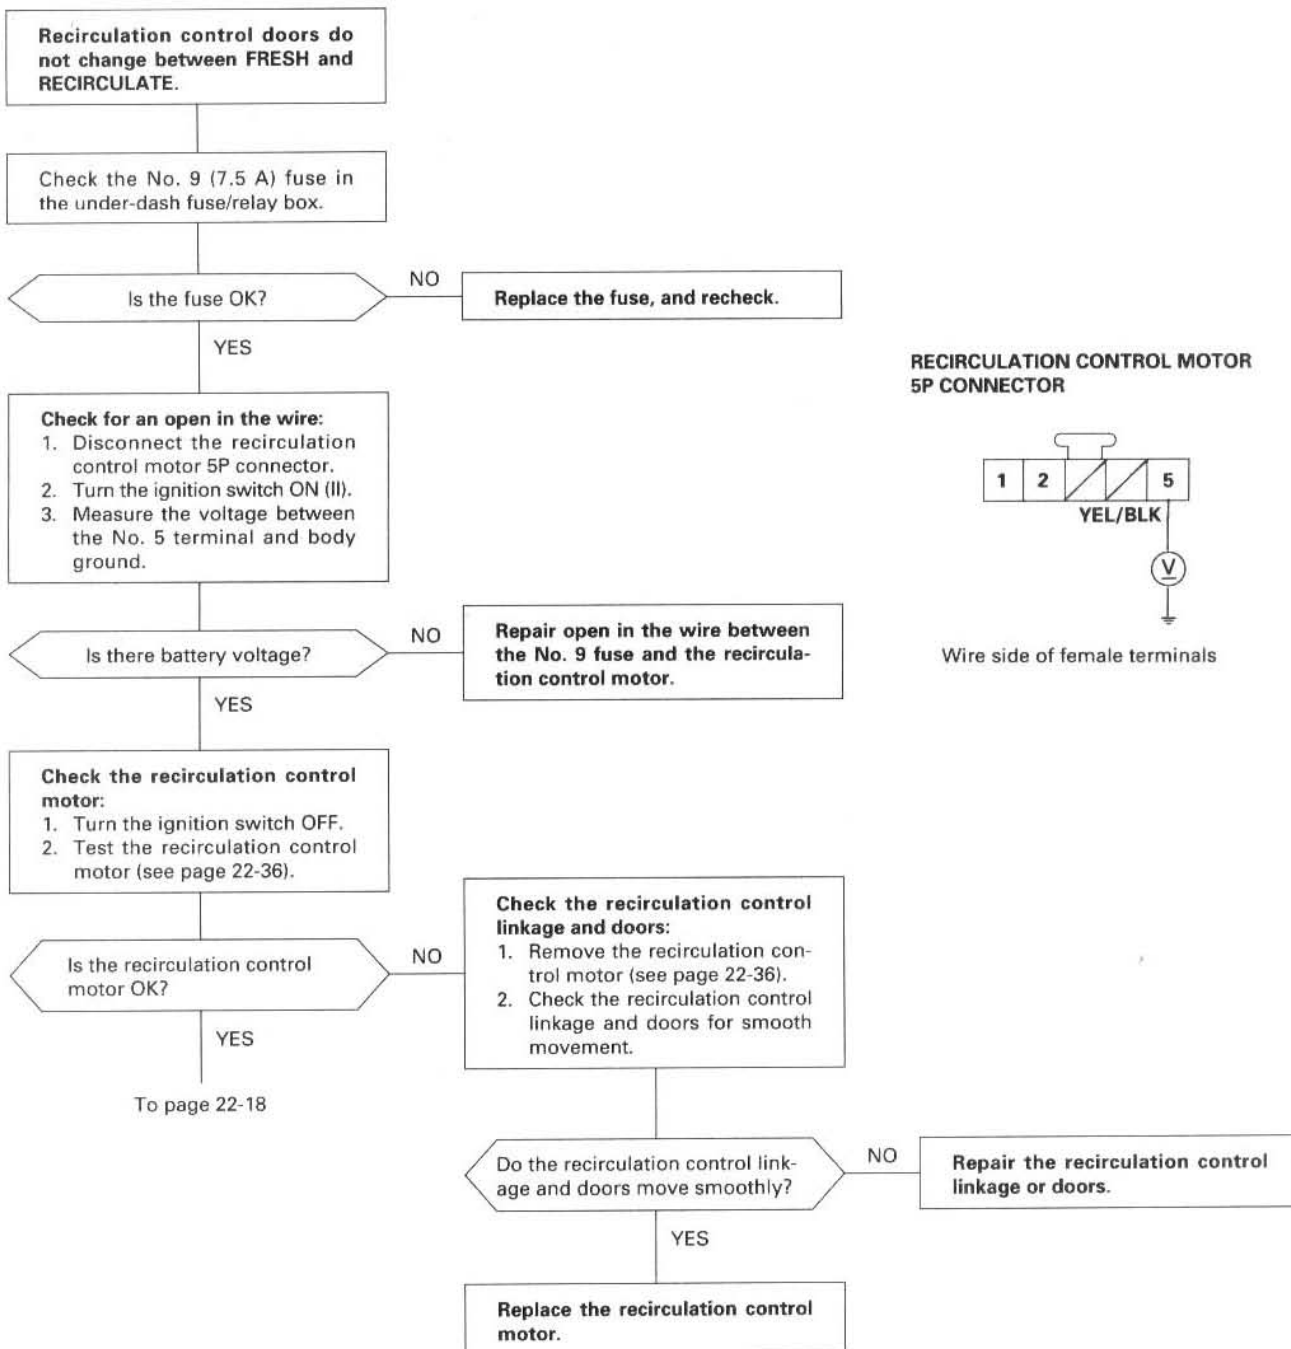 Recirculation control doors do
not change between FRESH and
RECIRCULATE.
Check the No. 9 (7.5 A) fuse in
the under-dash fuse/relay box.
Is the fuse OK?
NO
Replace the fuse, and recheck.
YES
Check for an open in the wire:
1. Disconnect the recirculation
control motor 5P connector.
2. Turn the ignition switch ON (II).
3. Measure the voltage between
the No. 5 terminal and body
ground.
RECIRCULATION CONTROL MOTOR
5P CONNECTOR
1 2 5
YEL/BLK
V
Wire side of female terminals
Is there battery voltage?
NO
Repair open in the wire between
the No. 9 fuse and the recircula-
tion control motor.
YES
Check the recirculation control
motor:
1. Turn the ignition switch OFF.
2. Test the recirculation control
motor (see page 22-36).
Is the recirculation control
motor OK?
NO
Check the recirculation control
linkage and doors:
1. Remove the recirculation con-
trol motor (see page 22-36).
2. Check the recirculation control
linkage and doors for smooth
movement.
YES
To page 22-18
Do the recirculation control link-
age and doors move smoothly?
NO
Repair the recirculation control
linkage or doors.
YES
Replace the recirculation control
motor.